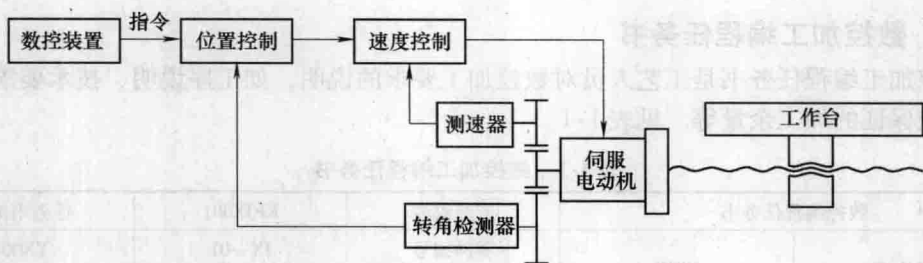 指令
数控装置
位置控制
速度控制
测速器
工作台
伺服
电动机
转角检测器